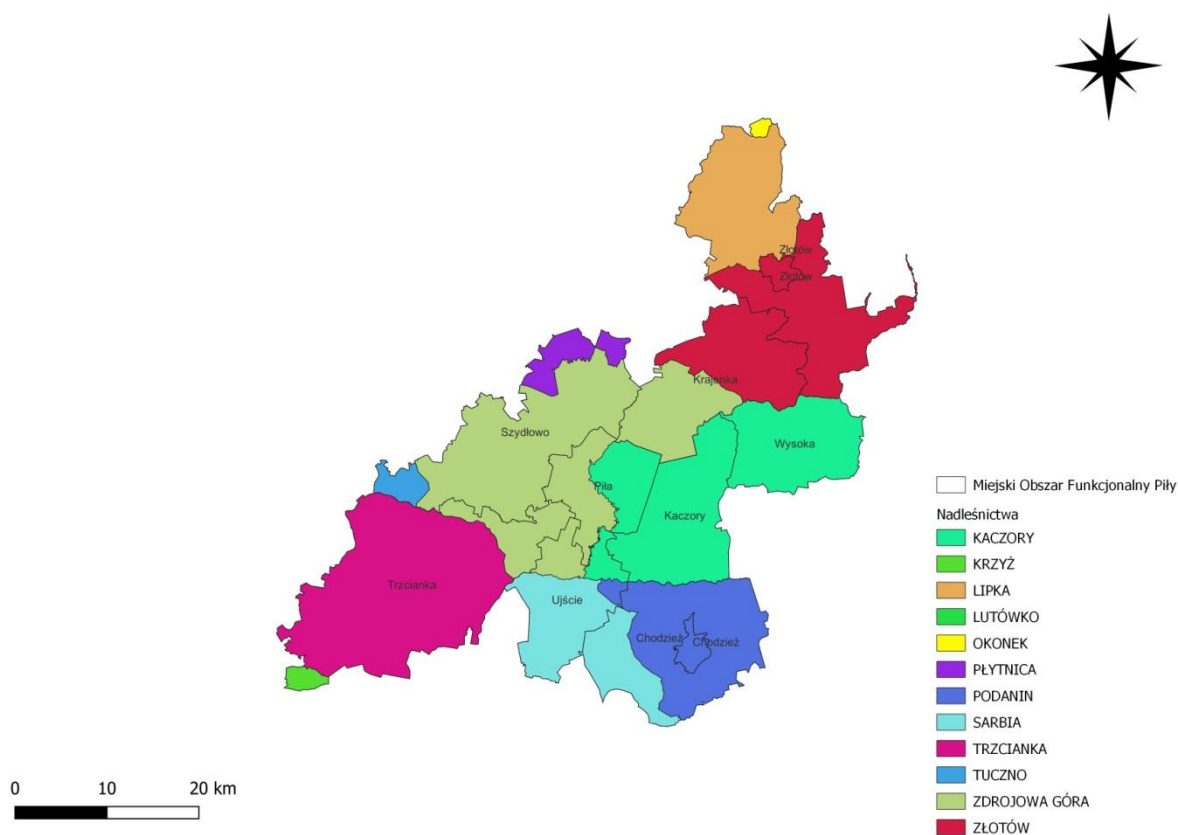 Złotów
Złotów
Krajenka
Szydłowo
Wysoka
Piła
Kaczory
Trzcianka
Ujście
Chodzież
Chodzież
Miejski Obszar Funkcjonalny Piły
Nadleśnictwa
KACZORY
KRZYŻ
LIPKA
LUTÓWKO
OKONEK
PŁYTNICA
PODANIN
SARBIA
TRZCIANKA
TUCZNO
ZDROJOWA GÓRA
ZŁOTÓW
0 10 20 km